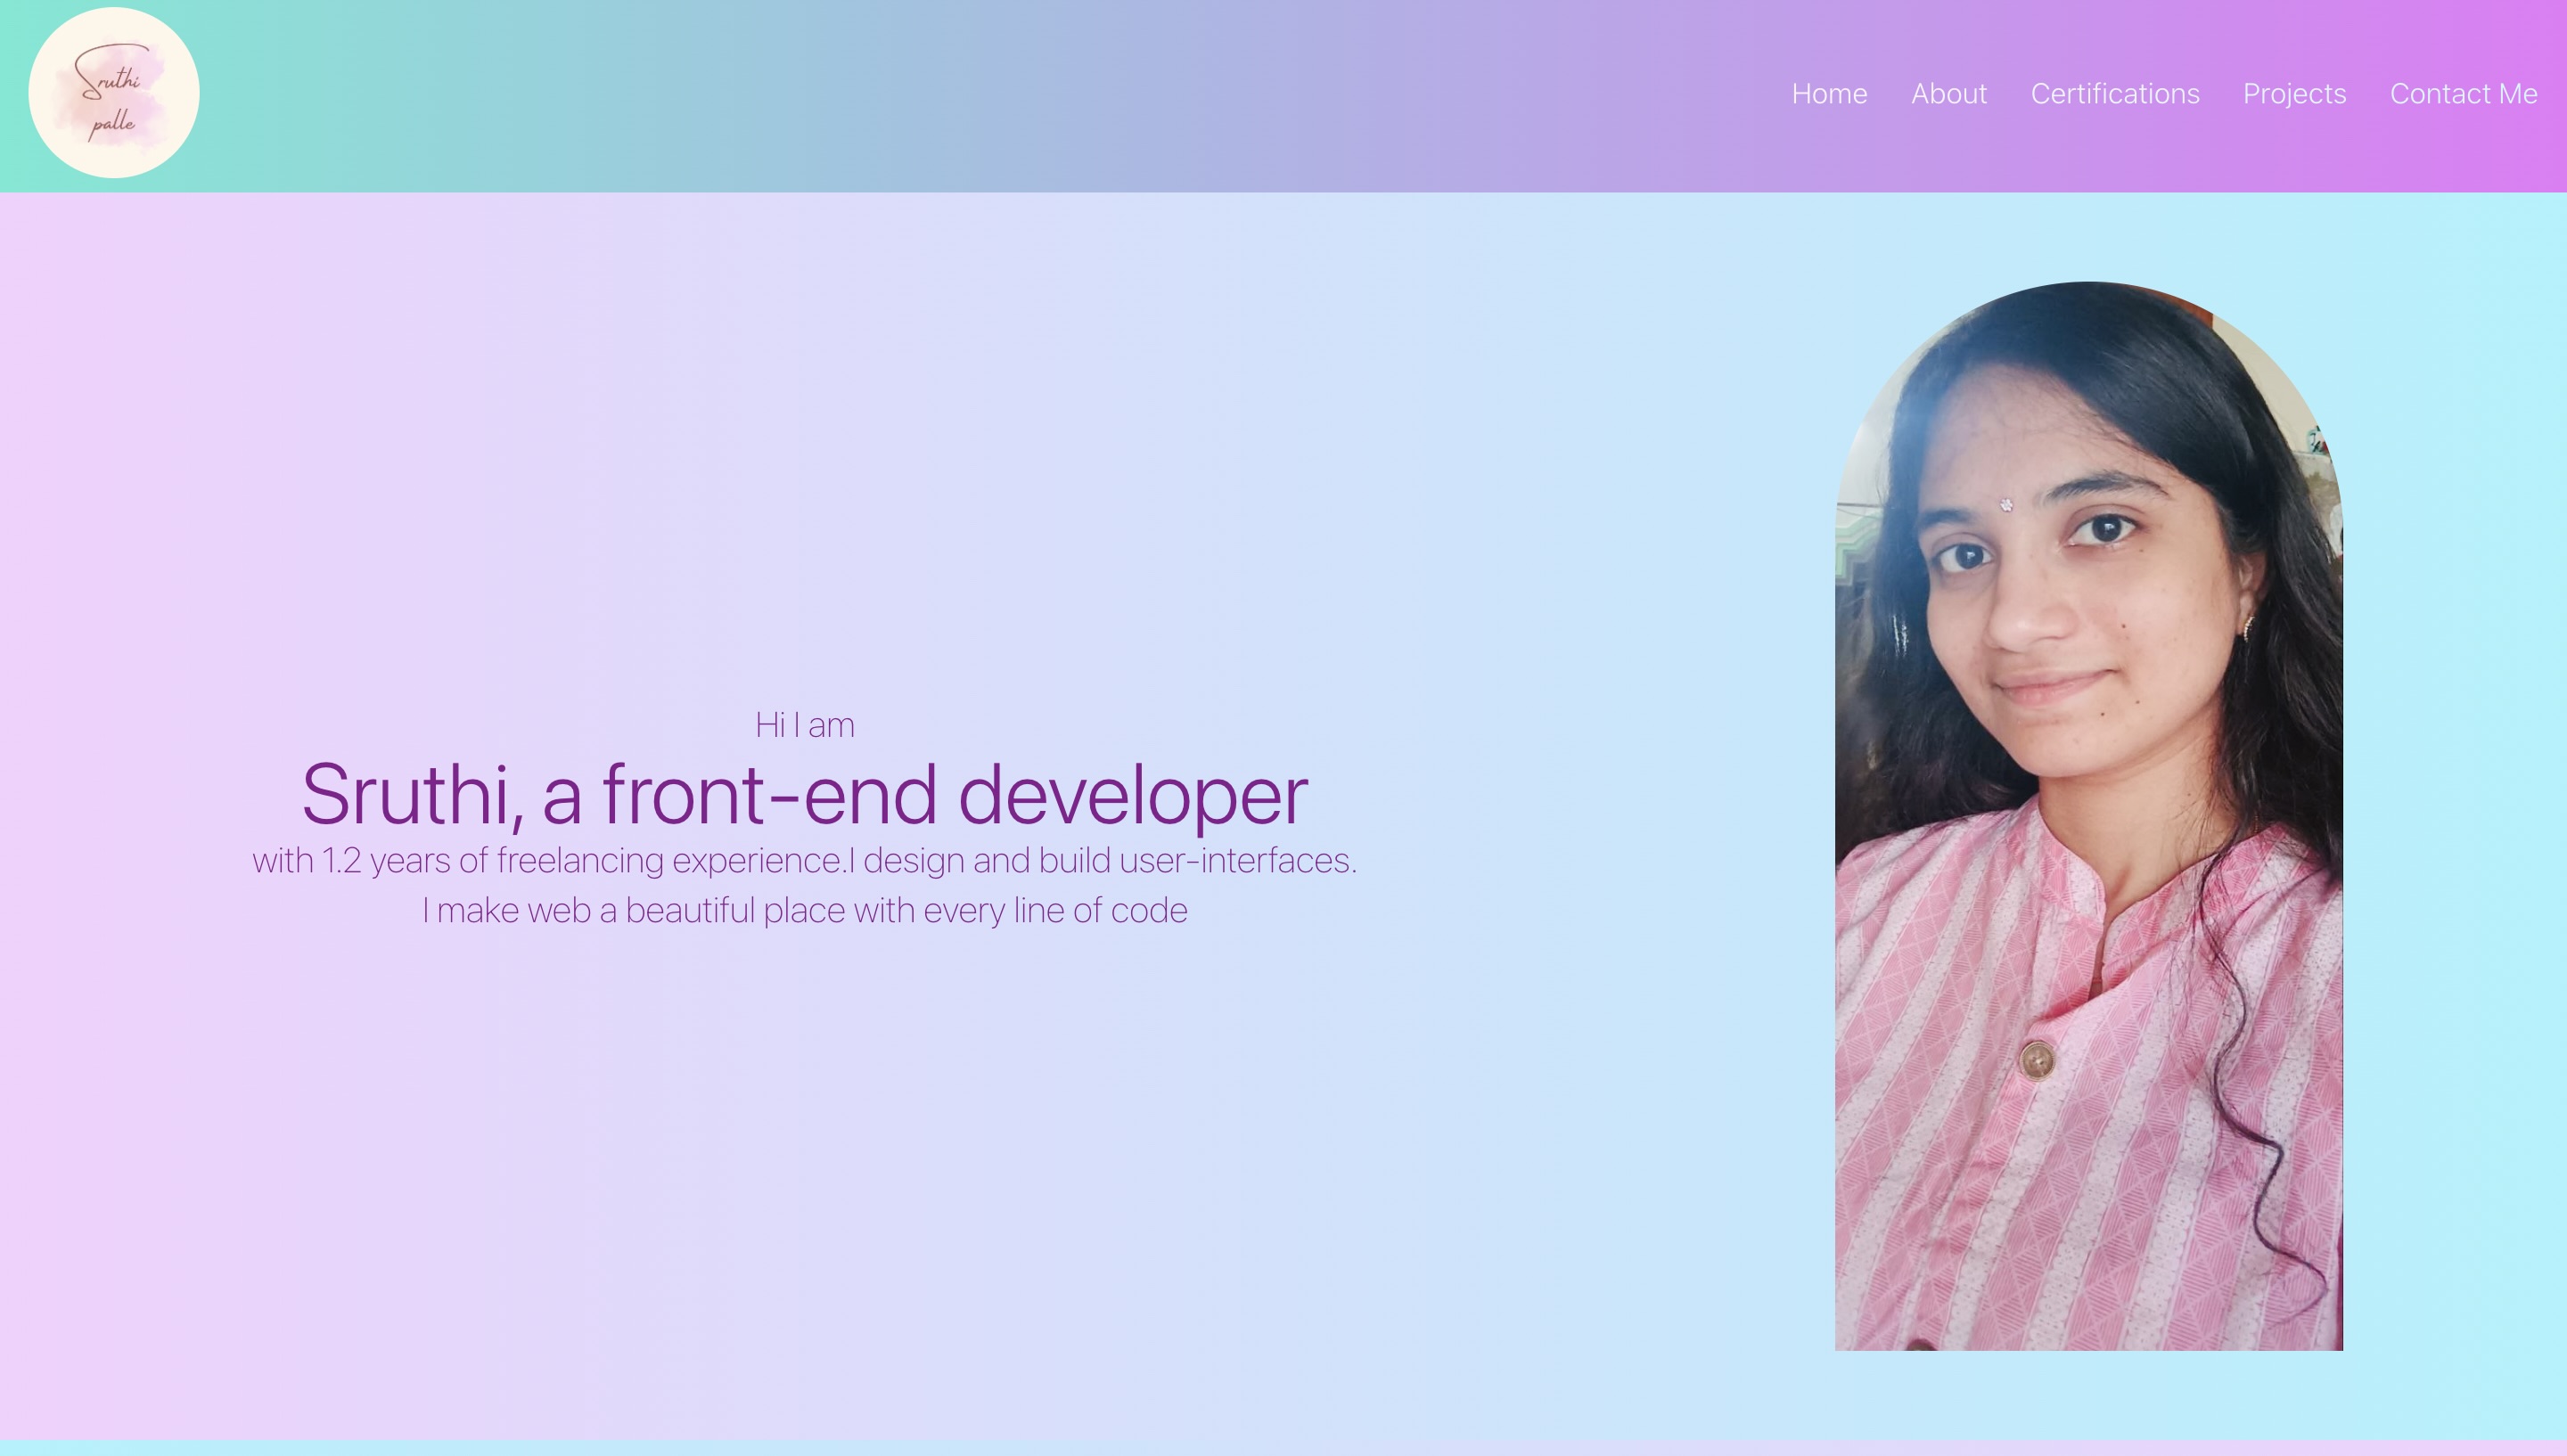 Sruthi
palle
Home About Certifications Projects Contact Me
Hi I am
Sruthi, a front-end developer
with 1.2 years of freelancing experience.I design and build user-interfaces.
I make web a beautiful place with every line of code